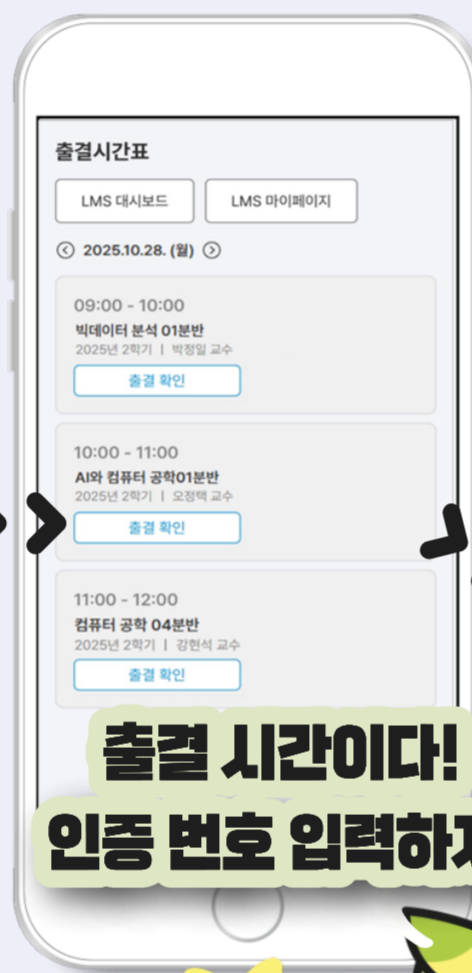 출결시간표
LMS 대시보드 LMS 마이페이지
2025.10.28. (월)
09:00 - 10:00
빅데이터 분석 01분반
2025년 2학기 | 박정일 교수
출결 확인
10:00 - 11:00
AI와 컴퓨터 공학01분반
2025년 2학기 | 오정택 교수
출결 확인
11:00 - 12:00
컴퓨터 공학 04분반
2025년 2학기 | 강현석 교수
출결 확인
출결 시간이다!
인증 번호 입력하